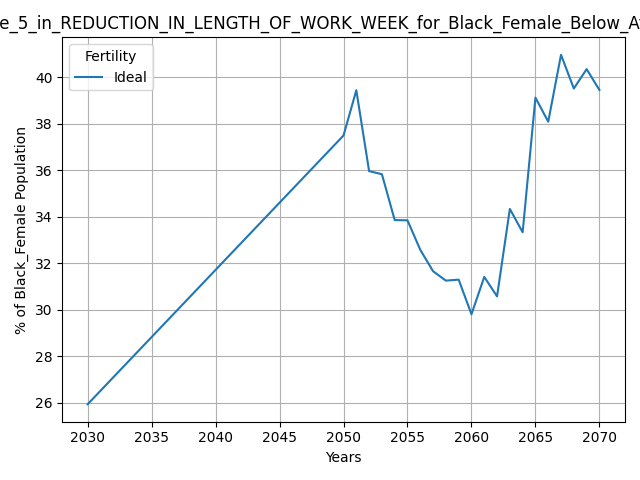 e_5_in_REDUCTION_IN_LENGTH_OF_WORK_WEEK_for_Black_Female_Below_A
Fertility
Ideal
% of Black_Female Population
40
38
36
34
32
30
28
26
2030 2035 2040 2045 2050 2055 2060 2065 2070
Years